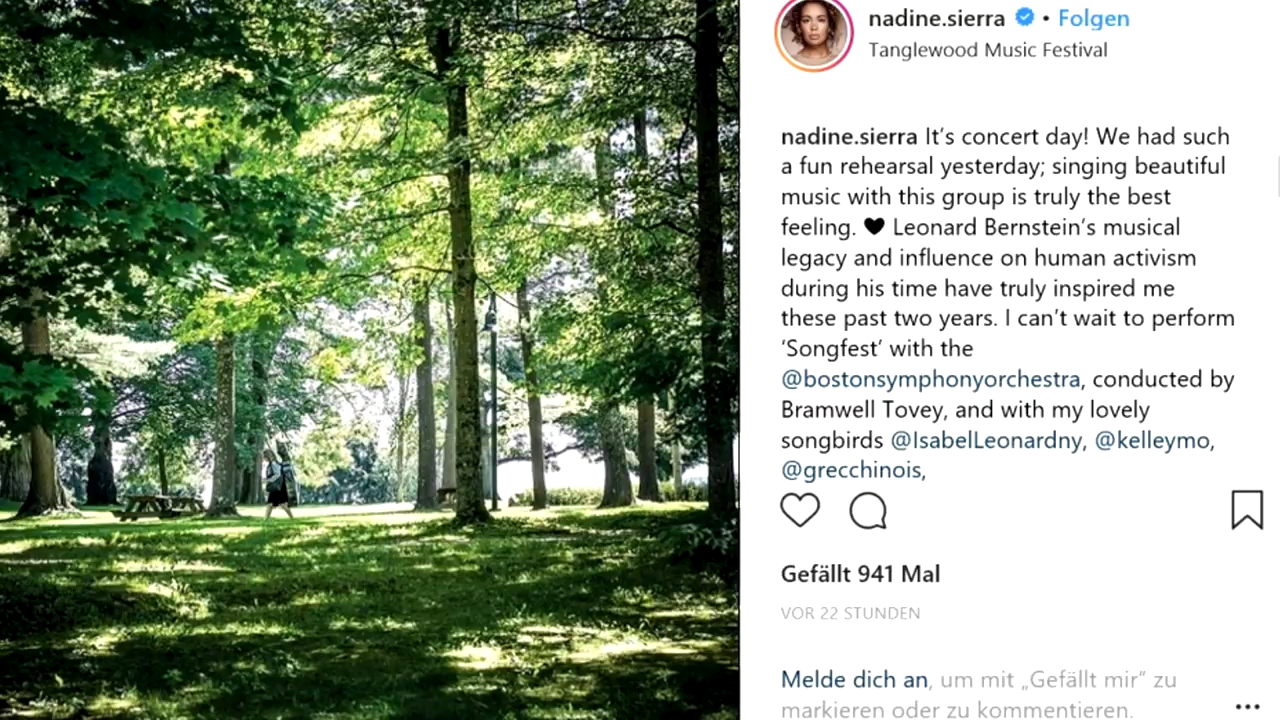 nadine.sierra • Folgen
Tanglewood Music Festival
nadine.sierra It’s concert day! We had such
a fun rehearsal yesterday; singing beautiful
music with this group is truly the best
feeling. 🖤 Leonard Bernstein’s musical
legacy and influence on human activism
during his time have truly inspired me
these past two years. I can’t wait to perform
‘Songfest’ with the
@bostonsymphonyorchestra, conducted by
Bramwell Tovey, and with my lovely
songbirds @IsabelLeonardny, @kelleymo,
@grecchinois,
Gefällt 941 Mal
VOR 22 STUNDEN
Melde dich an, um mit „Gefällt mir“ zu
markieren oder zu kommentieren.